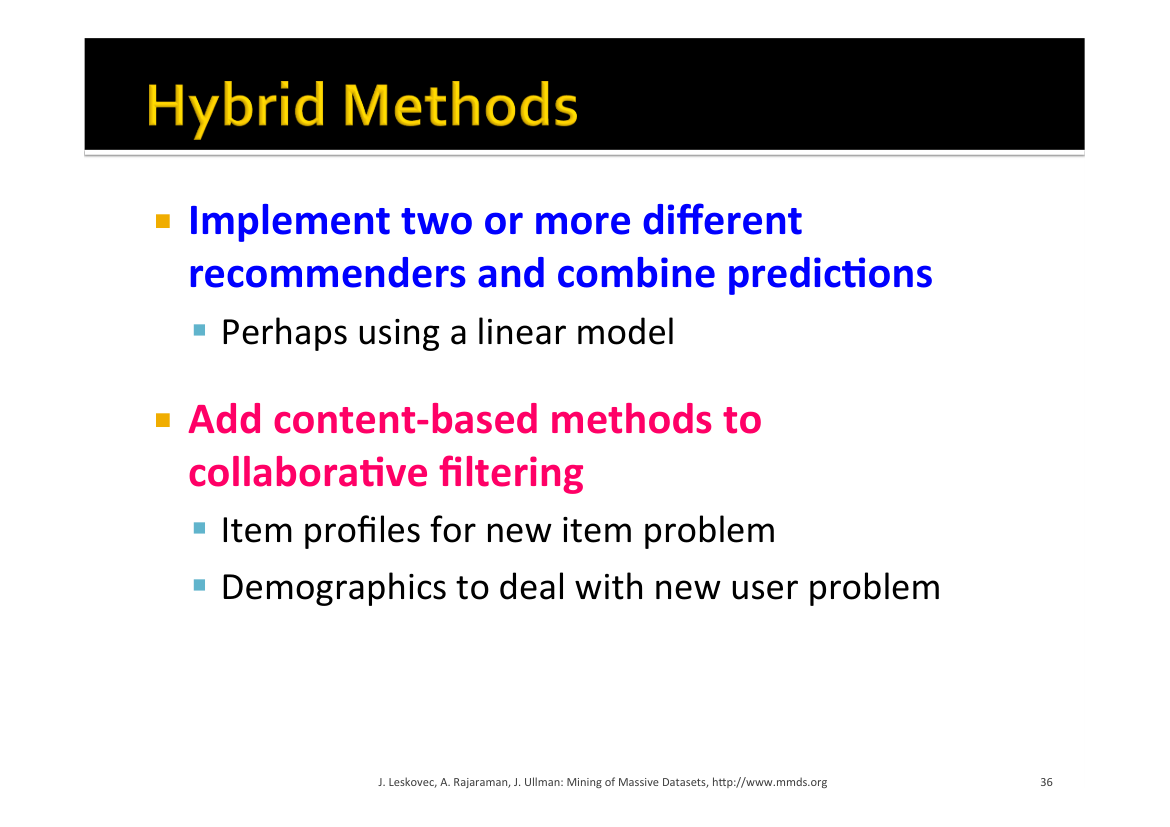 Hybrid Methods
Implement two or more different
recommenders and combine predictions
Perhaps using a linear model
Add content-based methods to
collaborative filtering
Item profiles for new item problem
Demographics to deal with new user problem
J. Leskovec, A. Rajaraman, J. Ullman: Mining of Massive Datasets, http://www.mmds.org
36